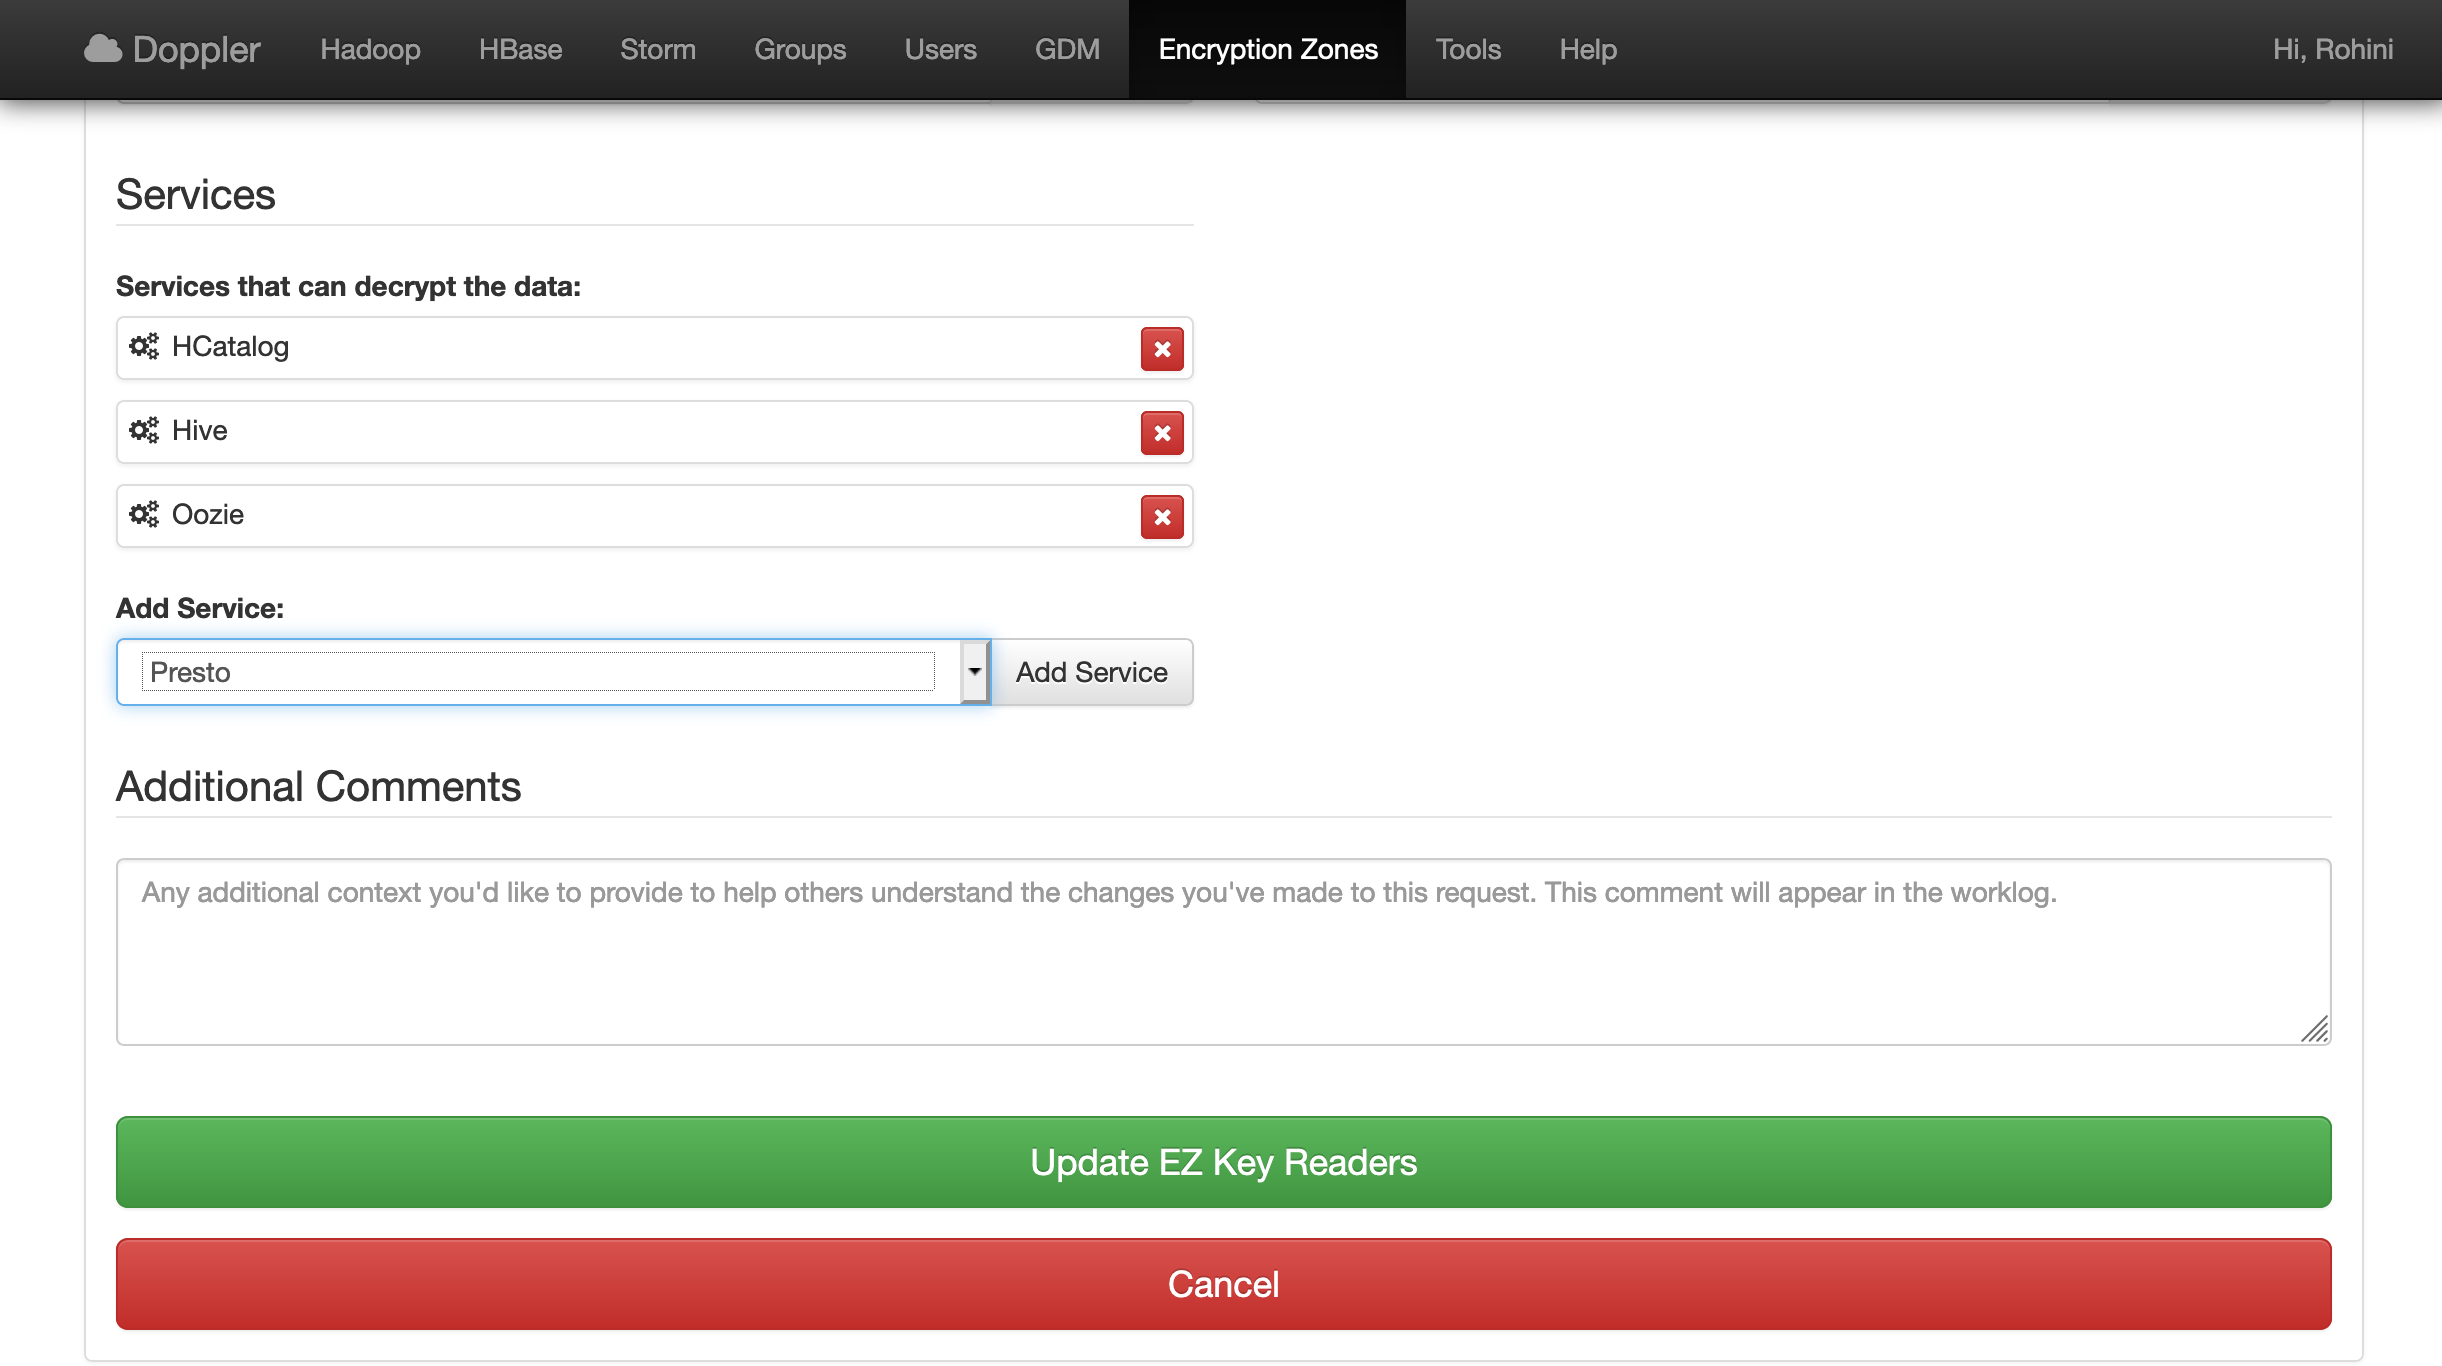 Doppler Hadoop HBase Storm Groups Users GDM Encryption Zones Tools Help Hi, Rohini
Services
Services that can decrypt the data:
HCatalog
Hive
Oozie
Add Service:
Presto Add Service
Additional Comments
Any additional context you'd like to provide to help others understand the changes you've made to this request. This comment will appear in the worklog.
Update EZ Key Readers
Cancel